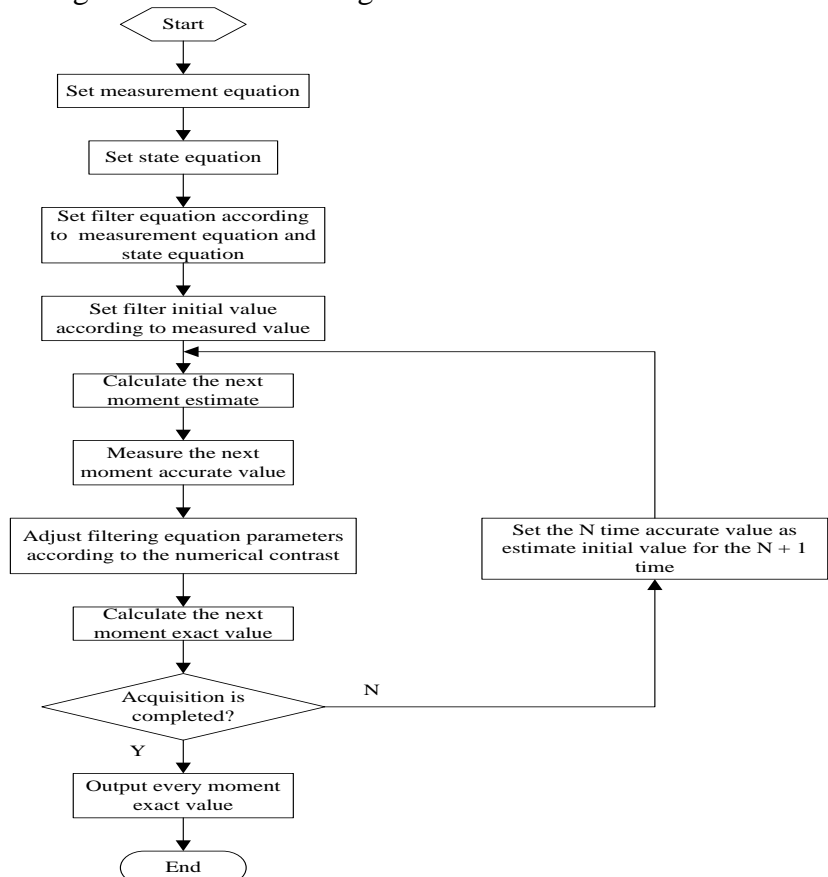 Start
Set measurement equation
Set state equation
Set filter equation according
to measurement equation and
state equation
Set filter initial value
according to measured value
Calculate the next
moment estimate
Measure the next
moment accurate value
Adjust filtering equation parameters
according to the numerical contrast
Set the N time accurate value as
estimate initial value for the N + 1
time
Calculate the next
moment exact value
Acquisition is
completed?
N
Y
Output every moment
exact value
End